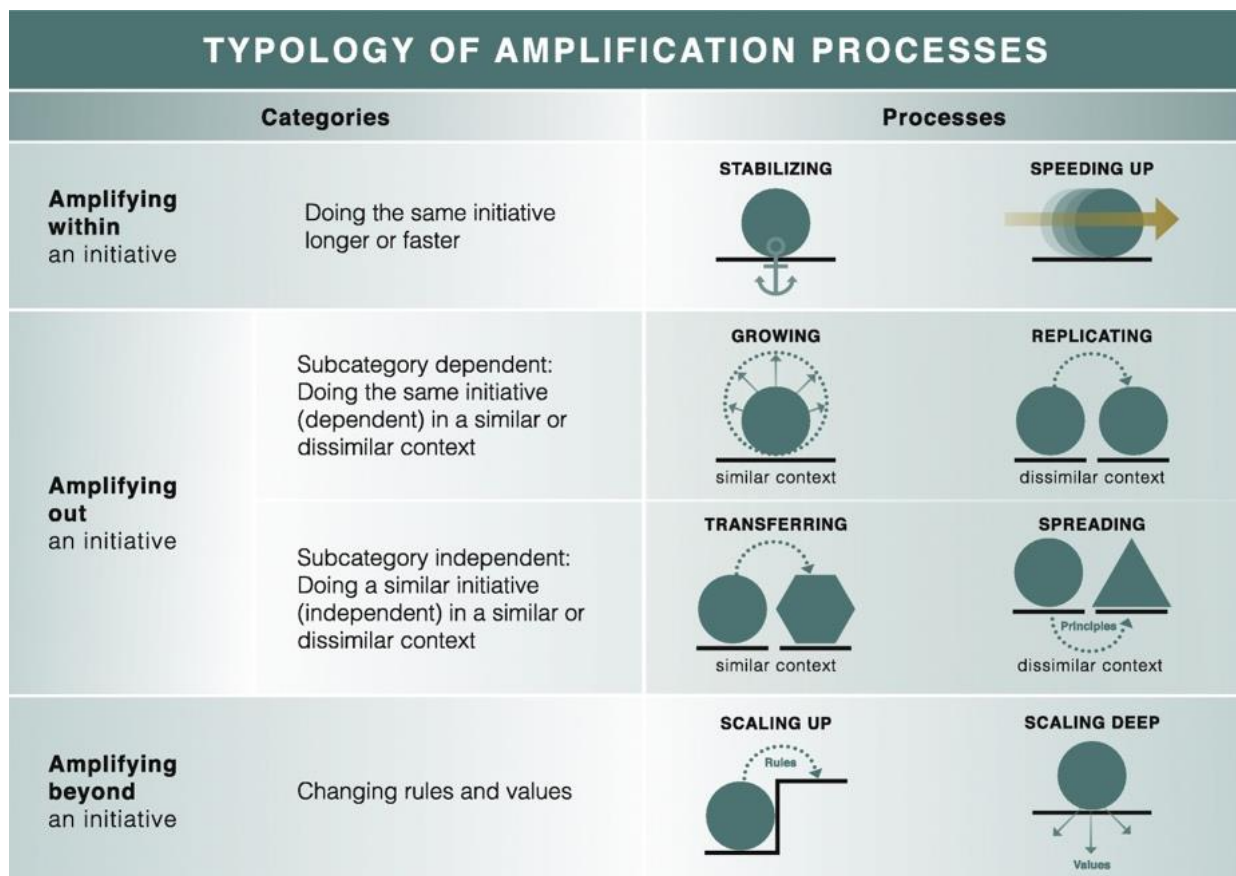 TYPOLOGY OF AMPLIFICATION PROCESSES
Categories
Processes
Amplifying
within
an initiative
Doing the same initiative
longer or faster
STABILIZING
SPEEDING UP
Amplifying
out
an initiative
Subcategory dependent:
Doing the same initiative
(dependent) in a similar or
dissimilar context
GROWING
similar context
REPLICATING
dissimilar context
Subcategory independent:
Doing a similar initiative
(independent) in a similar or
dissimilar context
TRANSFERRING
similar context
SPREADING
Principles
dissimilar context
Amplifying
beyond
an initiative
Changing rules and values
SCALING UP
Rules
SCALING DEEP
Values